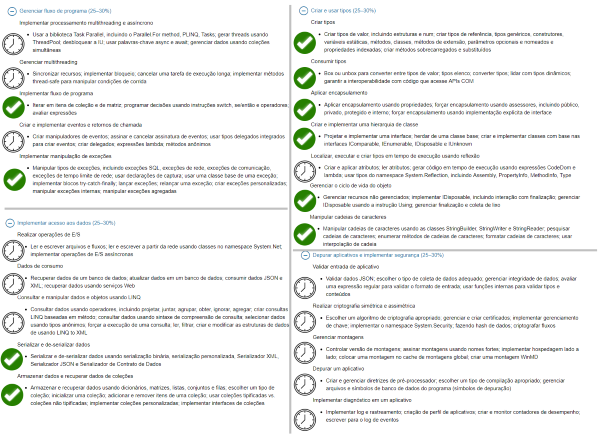 Gerenciar fluxo de programa (25–30%)
Implementar processamento multithreading e assíncrono
Usar a biblioteca Task Parallel, incluindo o Parallel.For method, PLINQ, Tasks; gerar threads usando
ThreadPool, desbloquear a IU; usar palavras-chave async e await; gerenciar dados usando coleções
simultâneas
Gerenciar multithreading
Sincronizar recursos; implementar bloqueio; cancelar uma tarefa de execução longa; implementar métodos
thread-safe para manipular condições de corrida
Implementar fluxo de programa
Iterar em itens de coleção e de matriz; programar decisões usando instruções switch, se/então e operadores;
avaliar expressões
Criar e implementar eventos e retornos de chamada
Criar manipuladores de eventos; assinar e cancelar assinatura de eventos; usar tipos delegados integrados
para criar eventos; criar delegados; expressões lambda; métodos anônimos
Implementar manipulação de exceções
Manipular tipos de exceções, incluindo exceções SQL, exceções de rede, exceções de comunicação,
exceções de tempo limite de rede; usar declarações de captura; usar uma classe base de uma exceção;
implementar blocos try-catch-finally, lançar exceções; relançar uma exceção; criar exceções personalizadas;
manipular exceções internas; manipular exceções agregadas
Implementar acesso aos dados (25–30%)
Realizar operações de E/S
Ler e escrever arquivos e fluxos; ler e escrever a partir da rede usando classes no namespace System.Net;
implementar operações de E/S assíncronas
Dados de consumo
Recuperar dados de um banco de dados; atualizar dados em um banco de dados; consumir dados JSON e
XML; recuperar dados usando serviços Web
Consultar e manipular dados e objetos usando LINQ
Consultar dados usando operadores, incluindo projetar, juntar, agrupar, obter, ignorar, agregar; criar consultas
LINQ baseadas em método; consultar dados usando sintaxe de compreensão de consulta; selecionar dados
usando tipos anônimos; forçar a execução de uma consulta, ler, filtrar, criar e modificar as estruturas de dados
usando LINQ to XML
Serializar e de-serializar dados
Serializar e de-serializar dados usando serialização binária, serialização personalizada, Serializador XML,
Serializador JSON e Serializador de Contrato de Dados
Armazenar dados e recuperar dados de coleções
Armazenar e recuperar dados usando dicionários, matrizes, listas, conjuntos e filas; escolher um tipo de
coleção; inicializar uma coleção; adicionar e remover itens de uma coleção; usar coleções tipificadas vs.
coleções não tipificadas; implementar coleções personalizadas; implementar interfaces de coleções
Criar e usar tipos (25–30%)
Criar tipos
Criar tipos de valor, incluindo estruturas e num, criar tipos de referência, tipos genéricos, construtores,
variáveis estáticas, métodos, classes, métodos de extensão, parâmetros opcionais e nomeados e
propriedades indexadas, criar métodos sobrecarregados e substituídos
Consumir tipos
Box ou unbox para converter entre tipos de valor; tipos elenco; converter tipos, lidar com tipos dinâmicos;
garantir a interoperabilidade com código que acesse APIs COM
Aplicar encapsulamento
Aplicar encapsulamento usando propriedades; forçar encapsulamento usando assessores, incluindo público,
privado, protegido e interno, forçar encapsulamento usando implementação explícita de interface
Criar e implementar uma hierarquia de classe
Projetar e implementar uma interface; herdar de uma classe base; criar e implementar classes com base nas
interfaces IComparable, IEnumerable, IDisposable e IUnknown
Localizar, executar e criar tipos em tempo de execução usando reflexão
Criar e aplicar atributos; ler atributos; gerar código em tempo de execução usando expressões CodeDom e
lambda; usar tipos do namespace System.Reflection, incluindo Assembly, PropertyInfo, MethodInfo, Type
Gerenciar o ciclo de vida do objeto
Gerenciar recursos não gerenciados; implementar IDisposable, incluindo interação com finalização; gerenciar
IDisposable usando a instrução Using; gerenciar finalização e coleta de lixo
Manipular cadeias de caracteres
Manipular cadeias de caracteres usando as classes StringBuilder, StringWriter e StringReader; pesquisar
cadeias de caracteres; enumerar métodos de cadeias de caracteres; formatar cadeias de caracteres; usar
interpolação de cadeia
Depurar aplicativos e implementar segurança (25–30%)
Validar entrada de aplicativo
Validar dados JSON; escolher o tipo de coleta de dados adequado; gerenciar integridade de dados; avaliar
uma expressão regular para validar o formato de entrada; usar funções internas para validar tipos e
conteúdos
Realizar criptografia simétrica e assimétrica
Escolher um algoritmo de criptografia apropriado; gerenciar e criar certificados; implementar gerenciamento
de chave; implementar o namespace System.Security, fazendo hash de dados; criptografar fluxos
Gerenciar montagens
Controlar versão de montagens; assinar montagens usando nomes fortes; implementar hospedagem lado a
lado; colocar uma montagem no cache de montagens global, criar uma montagem WinMD
Depurar um aplicativo
Criar e gerenciar diretrizes de pré-processador; escolher um tipo de compilação apropriado; gerenciar
arquivos e símbolos de banco de dados do programa (símbolos de depuração)
Implementar diagnóstico em um aplicativo
Implementar log e rastreamento; criação de perfil de aplicativos; criar e monitorar contadores de desempenho;
escrever para o log de eventos